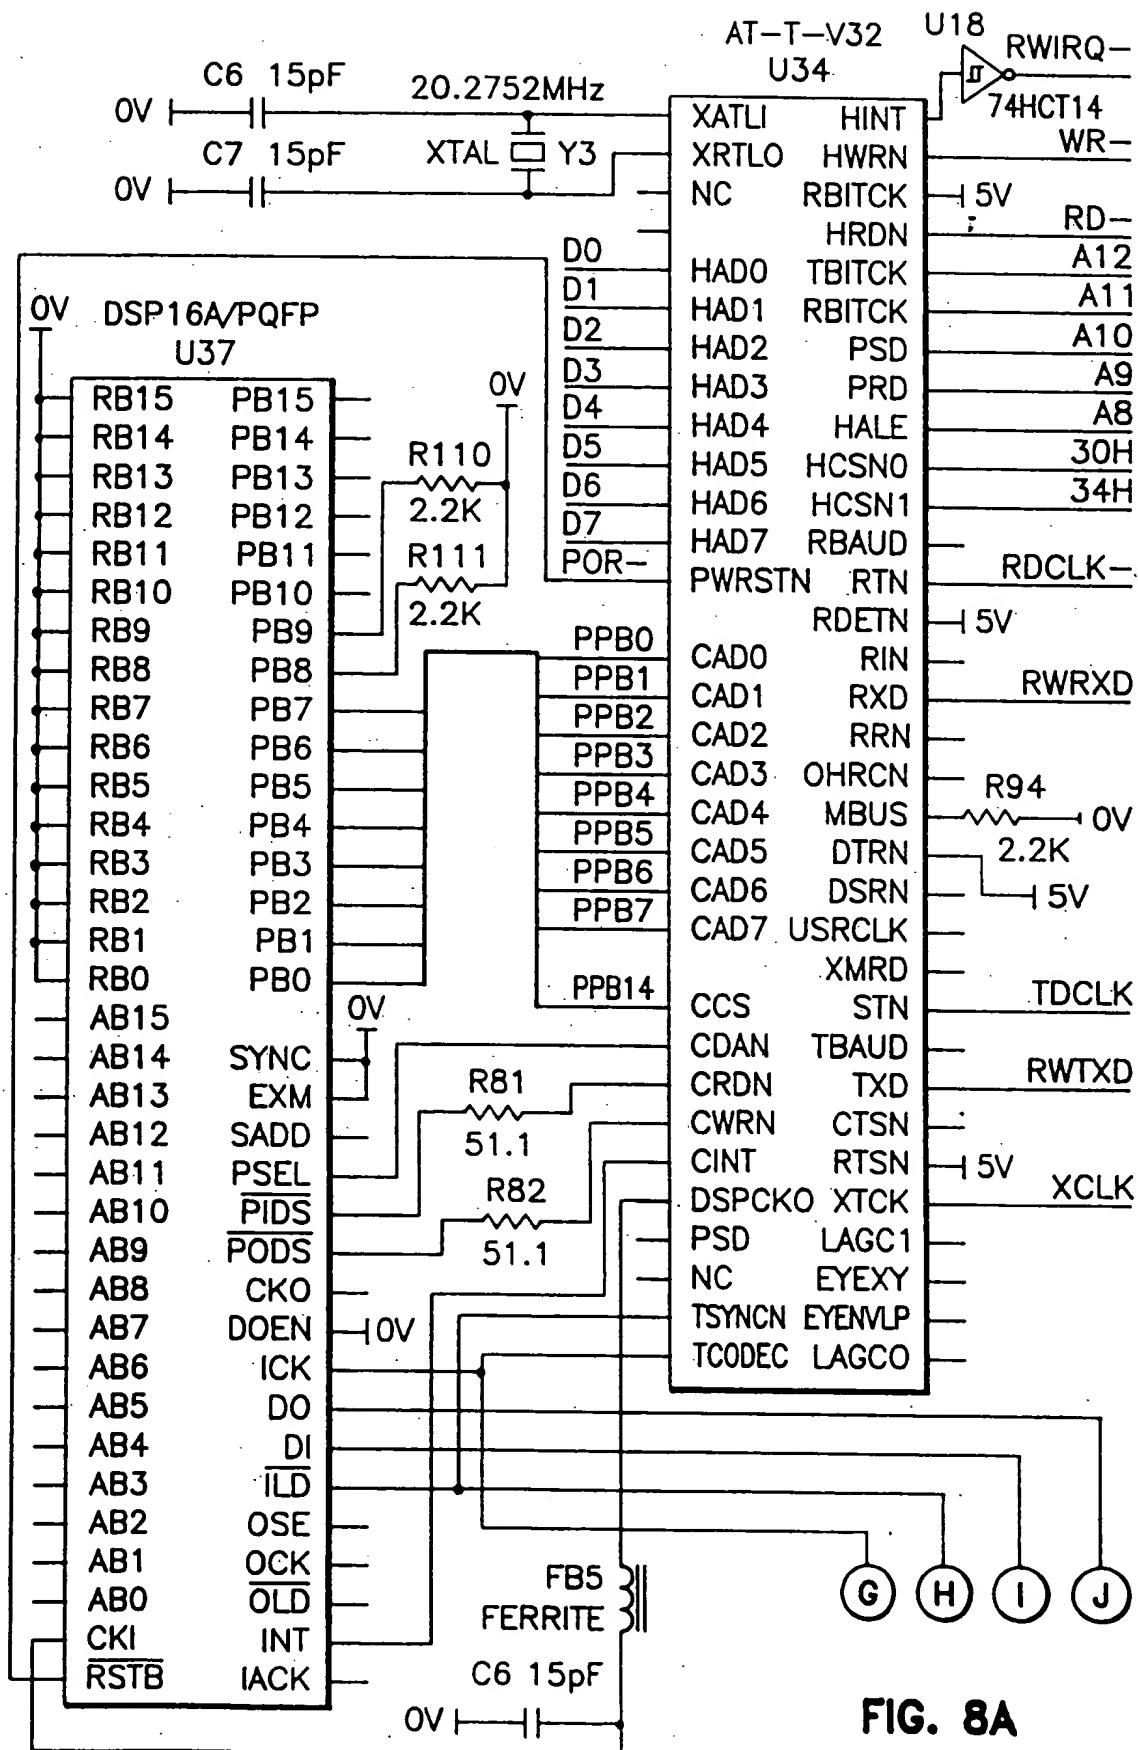 AT-T-V32
U34
U18
RWIRQ-
74HCT14
C6 15pF
0V
20.2752MHz
C7 15pF
XTAL
Y3
0V
XATLI HINT
XRTLO HWRN WR-
NC RBITCK 5V
HRDN RD-
D0 HAD0 TBITCK A12
D1 HAD1 RBITCK A11
D2 HAD2 PSD A10
D3 HAD3 PRD A9
D4 HAD4 HALE A8
D5 HAD5 HCSN0 30H
D6 HAD6 HCSN1 34H
D7 HAD7 RBAUD
POR- PWRSTN RTN RDCLK-
RDETN 5V
PPB0 CAD0 RIN
PPB1 CAD1 RXD RWRXD
PPB2 CAD2 RRN
PPB3 CAD3 OHRCN
PPB4 CAD4 MBUS R94 2.2K 0V
PPB5 CAD5 DTRN 5V
PPB6 CAD6 DSRN
PPB7 CAD7 USRCLK
XMRD
PPB14 CCS STN TDCLK
CDAN TBAUD
CRDN TXD RWTXD
CWRN CTSN
CINT RTSN 5V
DSPCKO XTCK XCLK
PSD LAGC1
NC EYEXY
TSYNCN EYENVLP
TCODEC LAGCO
0V
DSP16A/PQFP
U37
RB15 PB15
RB14 PB14
RB13 PB13
RB12 PB12
RB11 PB11
RB10 PB10
RB9 PB9
RB8 PB8
RB7 PB7
RB6 PB6
RB5 PB5
RB4 PB4
RB3 PB3
RB2 PB2
RB1 PB1
RB0 PB0
AB15
AB14 SYNC
AB13 EXM
AB12 SADD
AB11 PSEL
AB10 PIDS
AB9 PODS
AB8 CKO
AB7 DOEN 0V
AB6 ICK
AB5 DO
AB4 DI
AB3 ILD
AB2 OSE
AB1 OCK
AB0 OLD
CKI INT
RSTB IACK
0V
R110
2.2K
R111
2.2K
0V
R81
51.1
R82
51.1
FB5
FERRITE
C6 15pF
0V
G H I J
FIG. 8A